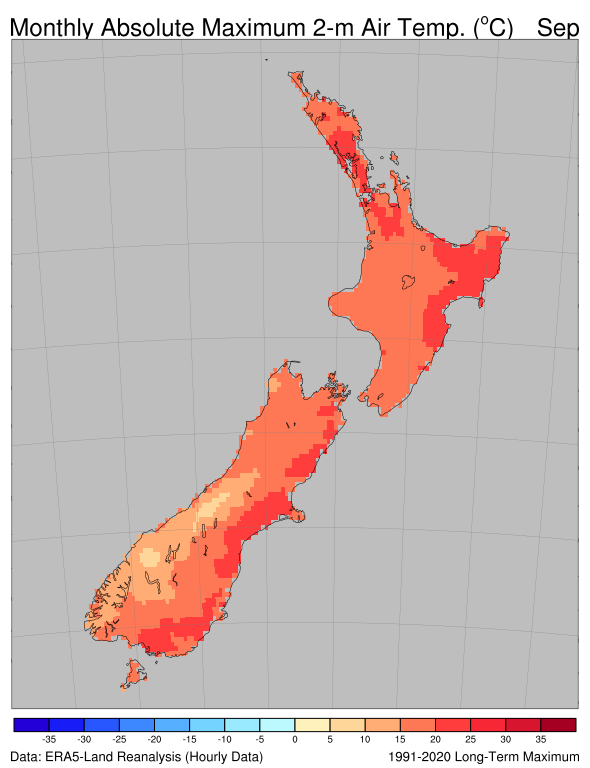 Monthly Absolute Maximum 2-m Air Temp. (°C) Sep
-35 -30 -25 -20 -15 -10 -5 0 5 10 15 20 25 30 35
Data: ERA5-Land Reanalysis (Hourly Data) 1991-2020 Long-Term Maximum